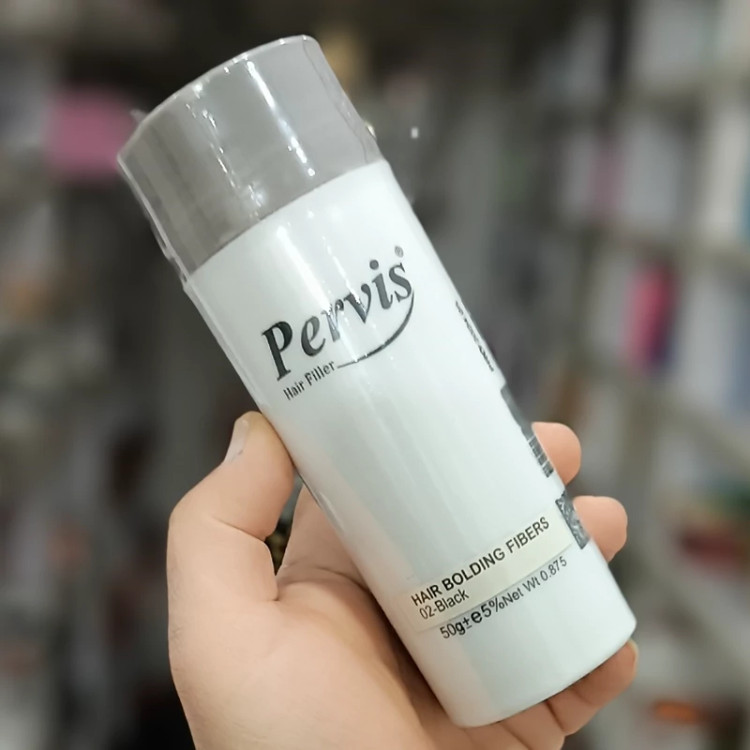 Pervis®
Hair Filler
HAIR BOLDING FIBERS
02-Black
50g±e5%Net Wt 0.875